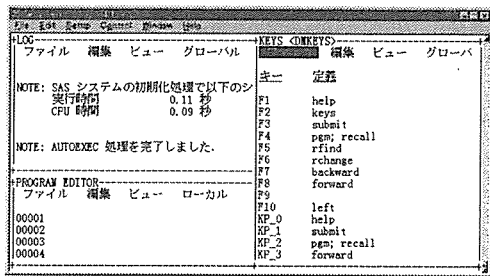 File Edit Setup Control Window Help
LOG
ファイル 編集 ビュー グローバル
NOTE: SAS システムの初期化処理で以下のシ
実行時間 0.11 秒
CPU 時間 0.09 秒
NOTE: AUTOEXEC 処理を完了しました.
PROGRAM EDITOR
ファイル 編集 ビュー ローカル
00001
00002
00003
00004
KEYS <DMKEYS>
編集 ビュー グローバ
キー 定義
F1 help
F2 keys
F3 submit
F4 pgm; recall
F5 rfind
F6 rchange
F7 backward
F8 forward
F9
F10 left
KP_0 help
KP_1 submit
KP_2 pgm; recall
KP_3 forward